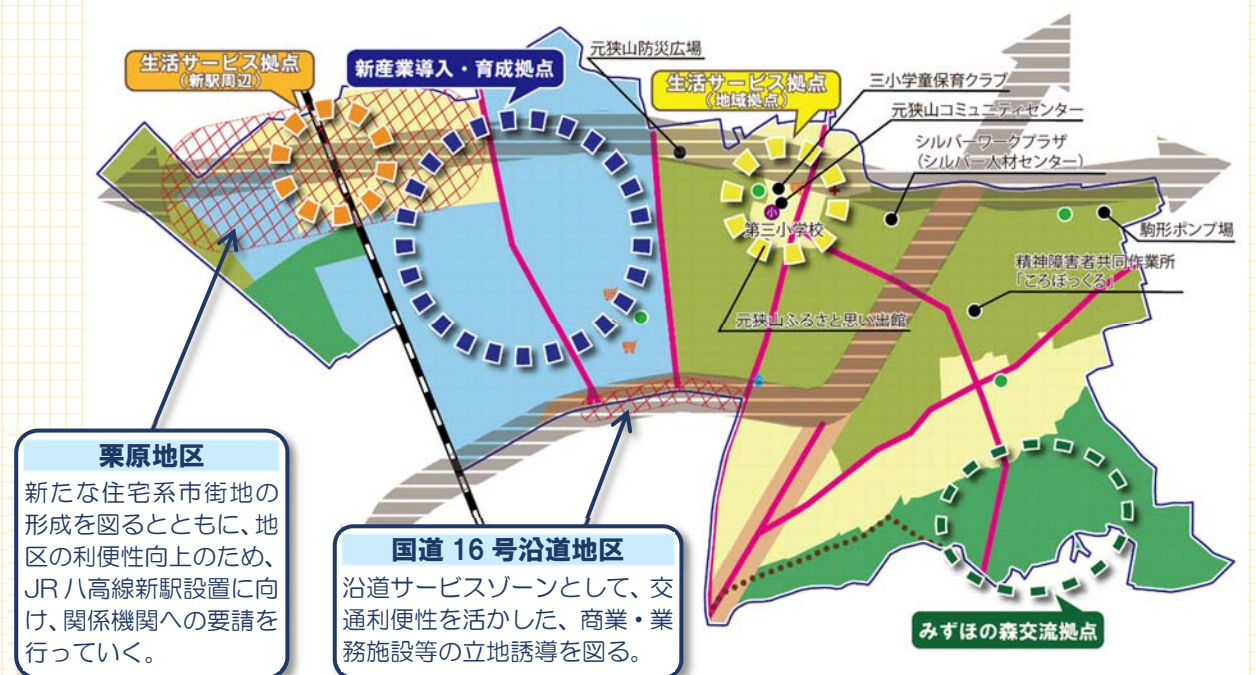 生活サービス拠点
(新駅周辺)
新産業導入・育成拠点
元狭山防災広場
生活サービス拠点
(地域拠点)
三小学童保育クラブ
元狭山コミュニティセンター
シルバーワークプラザ
(シルバー人材センター)
小
第三小学校
駒形ポンプ場
精神障害者共同作業所
「ころぼっくる」
元狭山ふるさと思い出館
栗原地区
新たな住宅系市街地の
形成を図るとともに、地
区の利便性向上のため、
JR八高線新駅設置に向
け、関係機関への要請を
行っていく。
国道 16 号沿道地区
沿道サービスゾーンとして、交
通利便性を活かした、商業・業
務施設等の立地誘導を図る。
みずほの森交流拠点